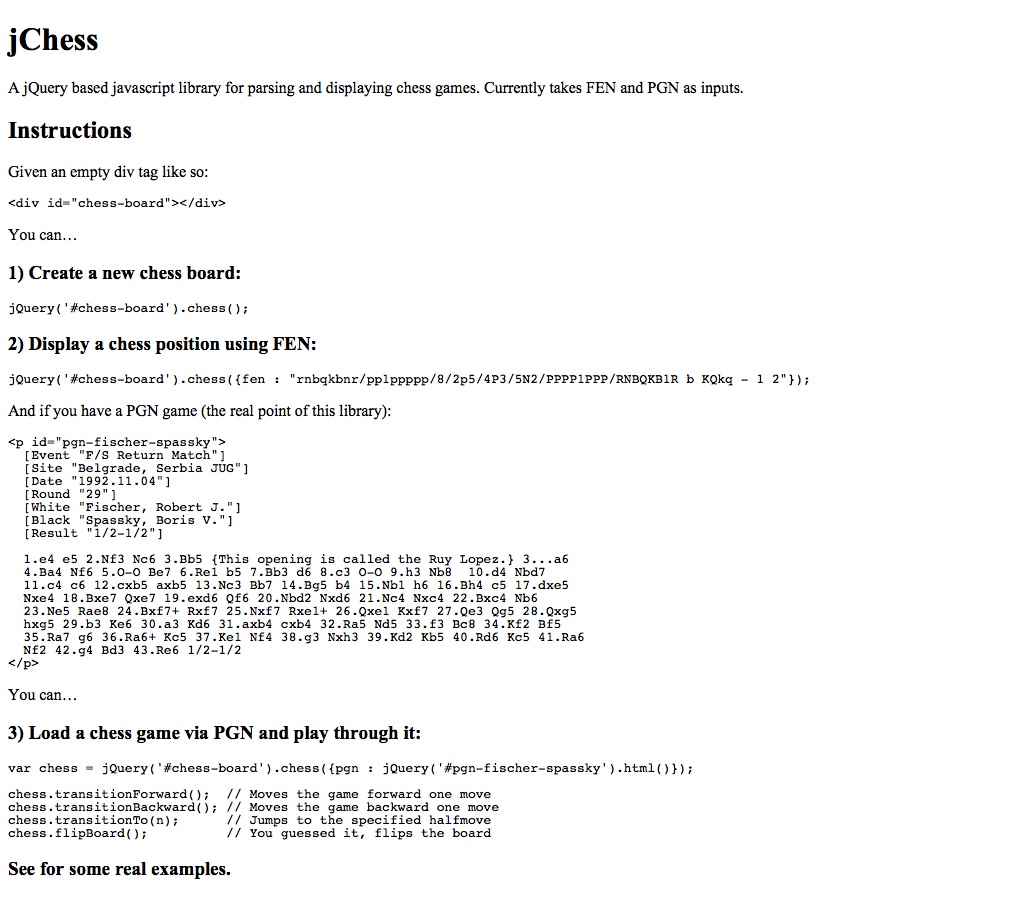 jChess
A jQuery based javascript library for parsing and displaying chess games. Currently takes FEN and PGN as inputs.
Instructions
Given an empty div tag like so:
<div id="chess-board"></div>
You can…
1) Create a new chess board:
jQuery('#chess-board').chess();
2) Display a chess position using FEN:
jQuery('#chess-board').chess({fen : "rnbqkbnr/pp1ppppp/8/2p5/4P3/5N2/PPPP1PPP/RNBQKB1R b KQkq - 1 2"});
And if you have a PGN game (the real point of this library):
<p id="pgn-fischer-spassky">
[Event "F/S Return Match"]
[Site "Belgrade, Serbia JUG"]
[Date "1992.11.04"]
[Round "29"]
[White "Fischer, Robert J."]
[Black "Spassky, Boris V."]
[Result "1/2-1/2"]
1.e4 e5 2.Nf3 Nc6 3.Bb5 {This opening is called the Ruy Lopez.} 3...a6
4.Ba4 Nf6 5.O-O Be7 6.Re1 b5 7.Bb3 d6 8.c3 O-O 9.h3 Nb8  10.d4 Nbd7
11.c4 c6 12.cxb5 axb5 13.Nc3 Bb7 14.Bg5 b4 15.Nb1 h6 16.Bh4 c5 17.dxe5
Nxe4 18.Bxe7 Qxe7 19.exd6 Qf6 20.Nbd2 Nxd6 21.Nc4 Nxc4 22.Bxc4 Nb6
23.Ne5 Rae8 24.Bxf7+ Rxf7 25.Nxf7 Rxe1+ 26.Qxe1 Kxf7 27.Qe3 Qg5 28.Qxg5
hxg5 29.b3 Ke6 30.a3 Kd6 31.axb4 cxb4 32.Ra5 Nd5 33.f3 Bc8 34.Kf2 Bf5
35.Ra7 g6 36.Ra6+ Kc5 37.Ke1 Nf4 38.g3 Nxh3 39.Kd2 Kb5 40.Rd6 Kc5 41.Ra6
Nf2 42.g4 Bd3 43.Re6 1/2-1/2
</p>
You can…
3) Load a chess game via PGN and play through it:
var chess = jQuery('#chess-board').chess({pgn : jQuery('#pgn-fischer-spassky').html()});
chess.transitionForward();  // Moves the game forward one move
chess.transitionBackward(); // Moves the game backward one move
chess.transitionTo(n);      // Jumps to the specified halfmove
chess.flipBoard();          // You guessed it, flips the board
See for some real examples.